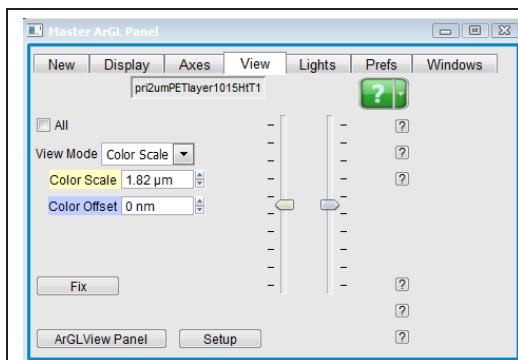 Master ArGL Panel
New Display Axes View Lights Prefs Windows
pri2umPETlayer1015HtT1
?
All ?
View Mode Color Scale ?
Color Scale 1.82 µm ?
Color Offset 0 nm
Fix ?
?
ArGLView Panel Setup ?